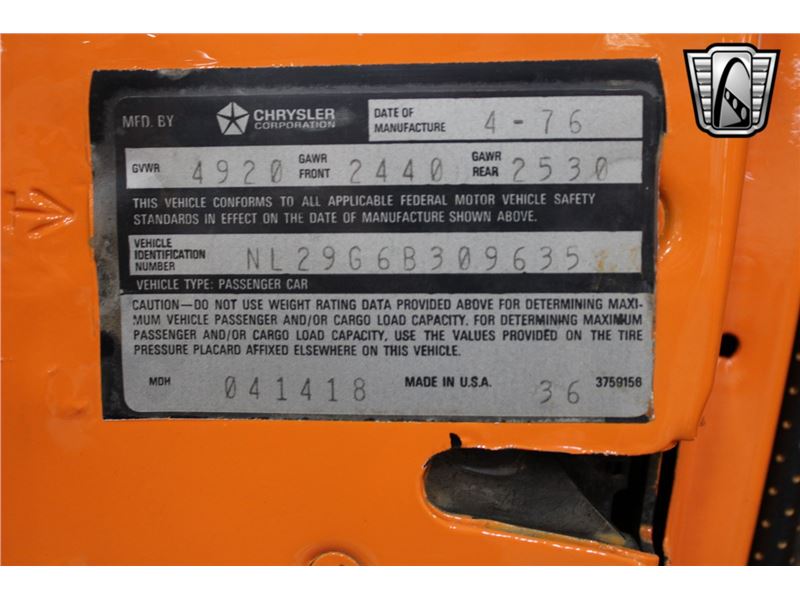 MFD. BY CHRYSLER CORPORATION DATE OF MANUFACTURE 4-76
GVWR 4920 GAWR FRONT 2440 GAWR REAR 2530
THIS VEHICLE CONFORMS TO ALL APPLICABLE FEDERAL MOTOR VEHICLE SAFETY
STANDARDS IN EFFECT ON THE DATE OF MANUFACTURE SHOWN ABOVE.
VEHICLE IDENTIFICATION NUMBER NL29G6B309635
VEHICLE TYPE: PASSENGER CAR
CAUTION—DO NOT USE WEIGHT RATING DATA PROVIDED ABOVE FOR DETERMINING MAXI-
MUM VEHICLE PASSENGER AND/OR CARGO LOAD CAPACITY. FOR DETERMINING MAXIMUM
PASSENGER AND/OR CARGO LOAD CAPACITY, USE THE VALUES PROVIDED ON THE TIRE
PRESSURE PLACARD AFFIXED ELSEWHERE ON THIS VEHICLE.
MDH 041418 MADE IN U.S.A. 36 3759156